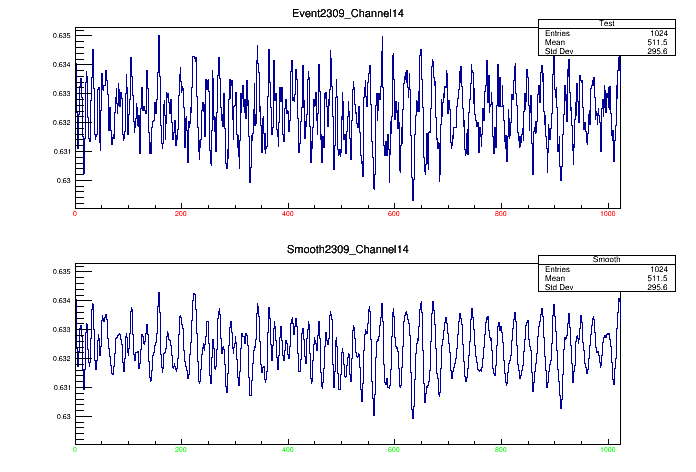 Event2309_Channel14
Test
Entries 1024
Mean 511.5
Std Dev 295.6
0.635
0.634
0.633
0.632
0.631
0.63
0 200 400 600 800 1000
Smooth2309_Channel14
Smooth
Entries 1024
Mean 511.5
Std Dev 295.6
0.635
0.634
0.633
0.632
0.631
0.63
0 200 400 600 800 1000